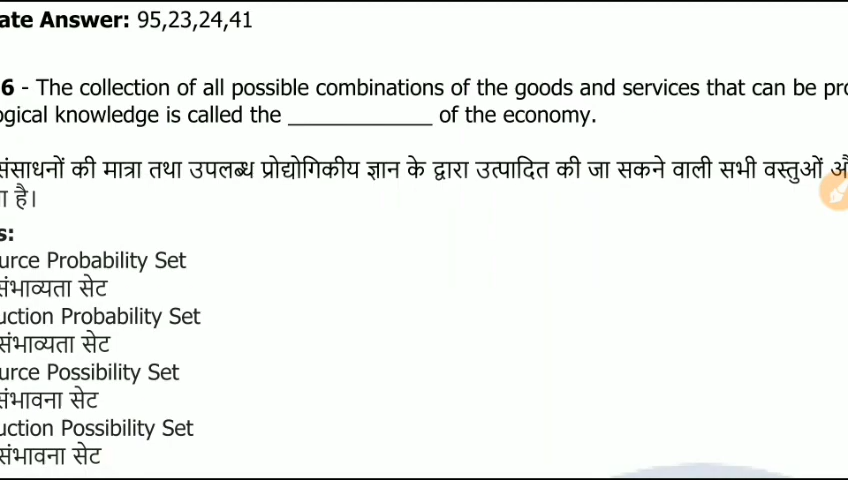 ate Answer: 95,23,24,41
6 - The collection of all possible combinations of the goods and services that can be pro
ogical knowledge is called the ____________ of the economy.
संसाधनों की मात्रा तथा उपलब्ध प्रोद्योगिकीय ज्ञान के द्वारा उत्पादित की जा सकने वाली सभी वस्तुओं औ
ा है।
s:
urce Probability Set
संभाव्यता सेट
uction Probability Set
संभाव्यता सेट
urce Possibility Set
संभावना सेट
uction Possibility Set
संभावना सेट